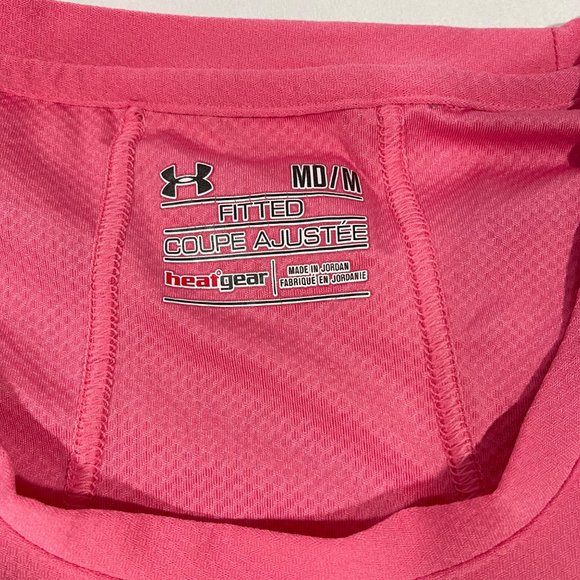 MD/M
FITTED
COUPE AJUSTÉE
heatgear
MADE IN JORDAN
FABRIQUÉ EN JORDANIE